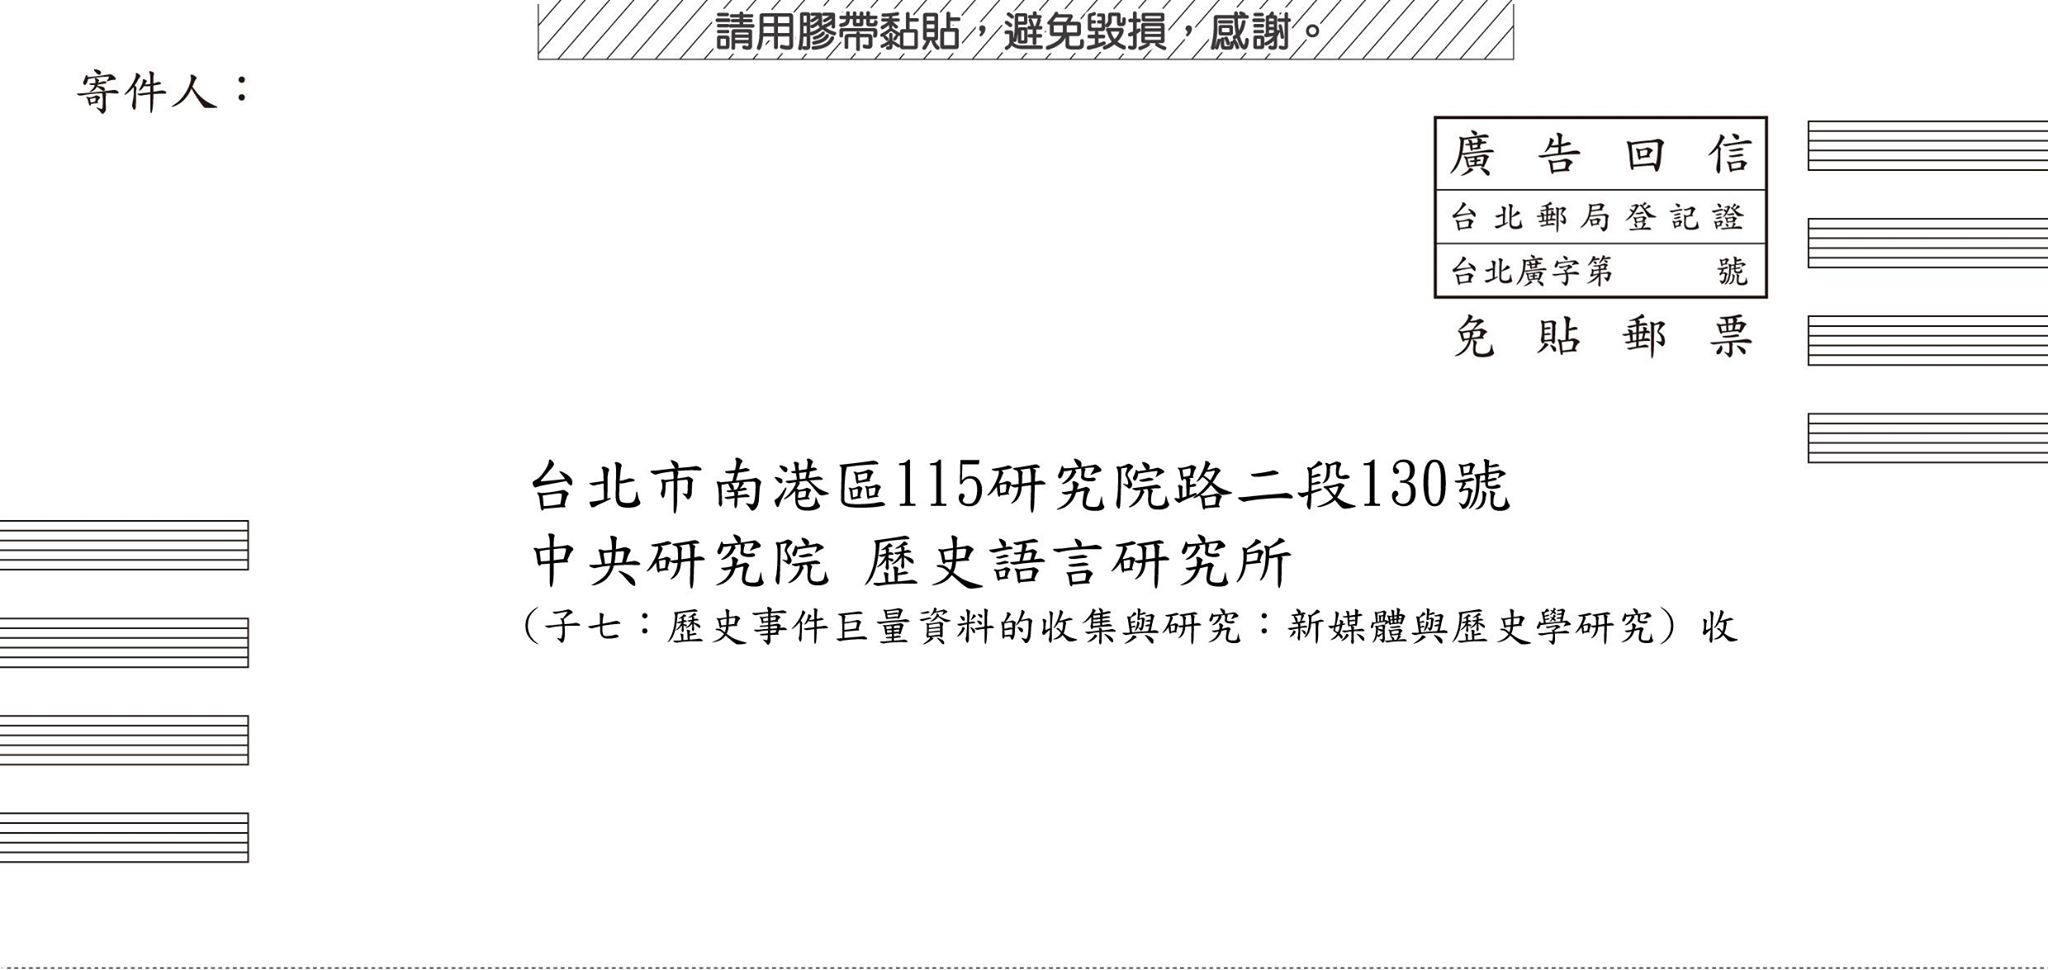 請用膠帶黏貼，避免毀損，感謝。
寄件人：
廣告回信
台北郵局登記證
台北廣字第 號
免貼郵票
台北市南港區115研究院路二段130號
中央研究院 歷史語言研究所
（子七：歷史事件巨量資料的收集與研究：新媒體與歷史學研究）收